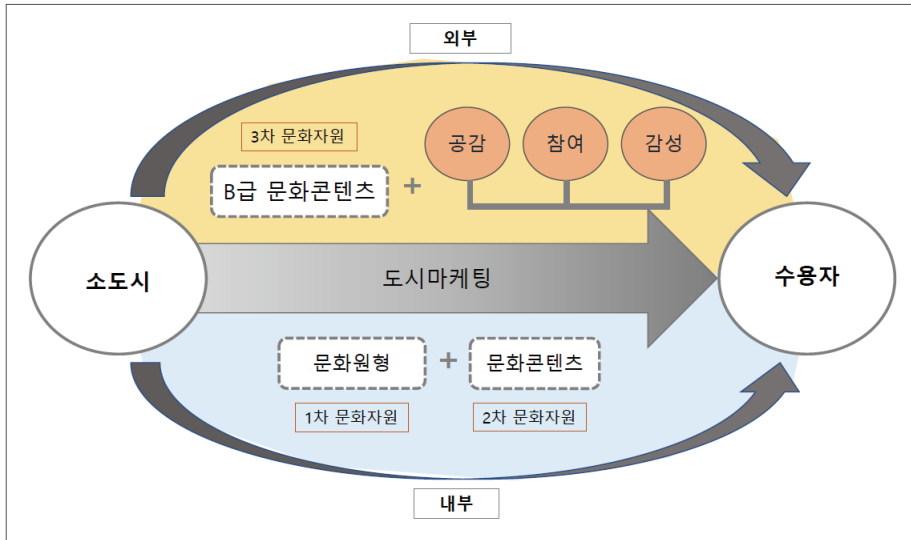 외부
3차 문화자원
공감
참여
감성
B급 문화콘텐츠
+
소도시
도시마케팅
수용자
문화원형
+
문화콘텐츠
1차 문화자원
2차 문화자원
내부